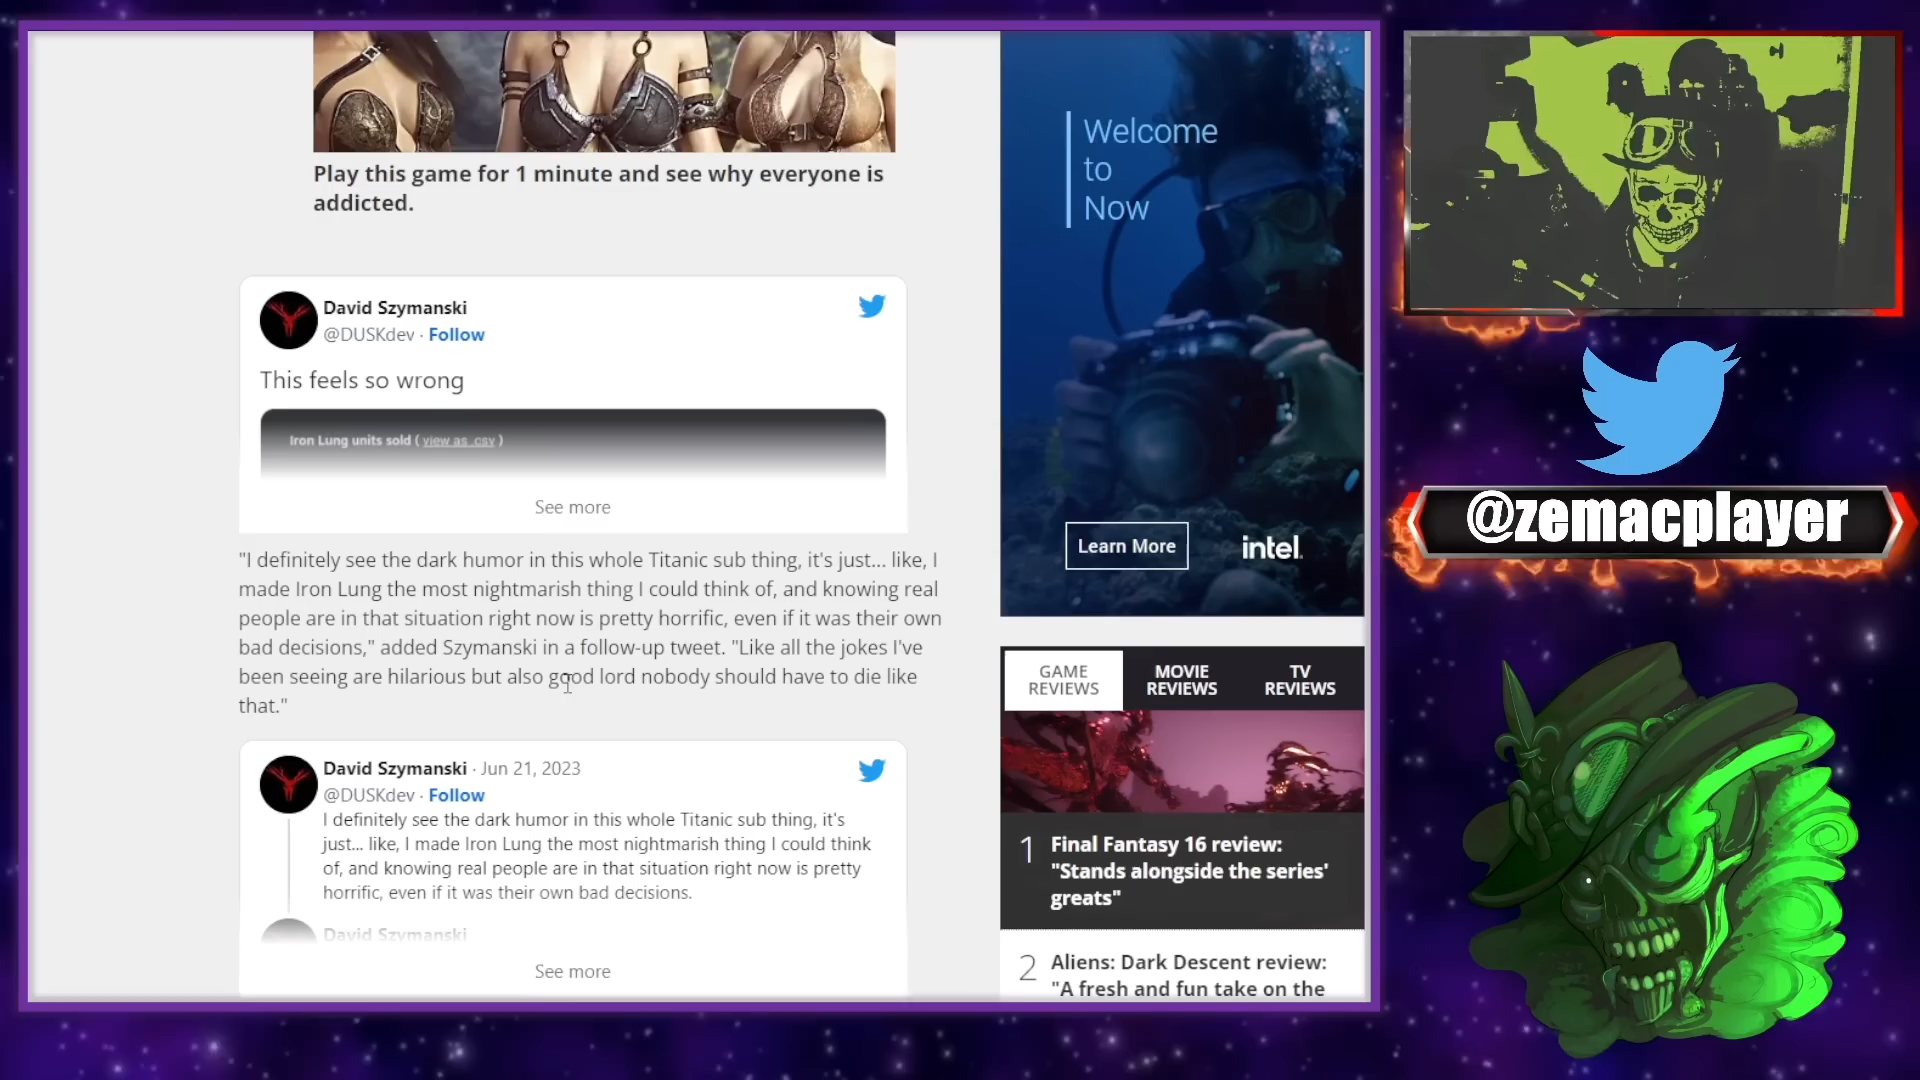 Play this game for 1 minute and see why everyone is
addicted.
David Szymanski
@DUSKdev · Follow
This feels so wrong
Iron Lung units sold ( view as .csv )
See more
"I definitely see the dark humor in this whole Titanic sub thing, it's just... like, I
made Iron Lung the most nightmarish thing I could think of, and knowing real
people are in that situation right now is pretty horrific, even if it was their own
bad decisions," added Szymanski in a follow-up tweet. "Like all the jokes I've
been seeing are hilarious but also good lord nobody should have to die like
that."
David Szymanski · Jun 21, 2023
@DUSKdev · Follow
I definitely see the dark humor in this whole Titanic sub thing, it's
just... like, I made Iron Lung the most nightmarish thing I could think
of, and knowing real people are in that situation right now is pretty
horrific, even if it was their own bad decisions.
David Szymanski
See more
Welcome
to
Now
Learn More
intel.
GAME
REVIEWS
MOVIE
REVIEWS
TV
REVIEWS
1
Final Fantasy 16 review:
"Stands alongside the series'
greats"
2
Aliens: Dark Descent review:
"A fresh and fun take on the
@zemacplayer